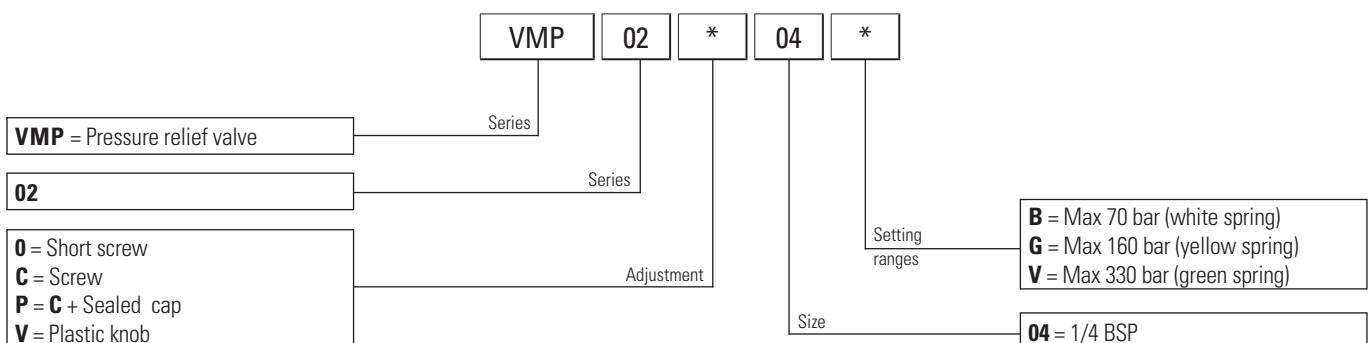 VMP 02 * 04 *
Series
VMP = Pressure relief valve
Series
02
Setting
ranges
B = Max 70 bar (white spring)
G = Max 160 bar (yellow spring)
V = Max 330 bar (green spring)
0 = Short screw
C = Screw
P = C + Sealed cap
V = Plastic knob
Adjustment
Size
04 = 1/4 BSP